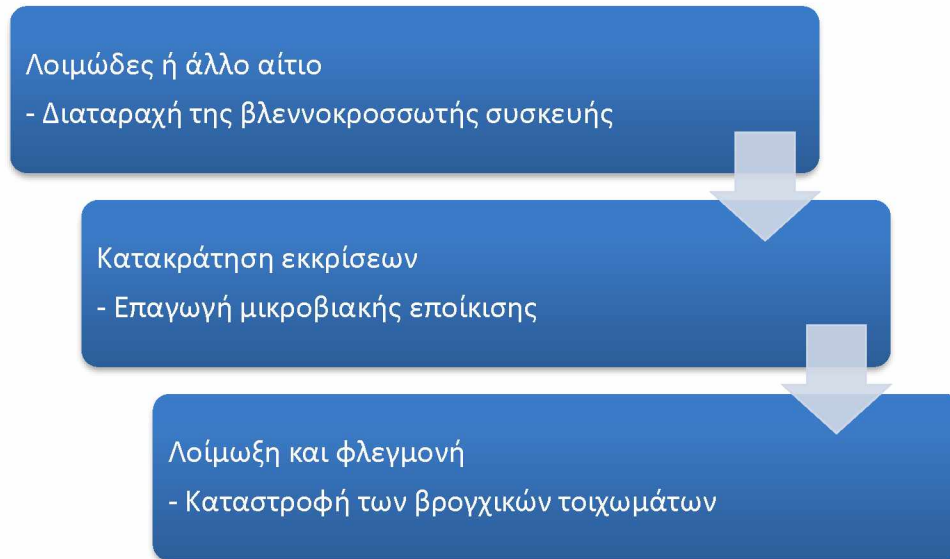 Λοιμώδες ή άλλο αίτιο
- Διαταραχή της βλεννοκροσσωτής συσκευής
Κατακράτηση εκκρίσεων
- Επαγωγή μικροβιακής εποίκισης
Λοίμωξη και φλεγμονή
- Καταστροφή των βρογχικών τοιχωμάτων